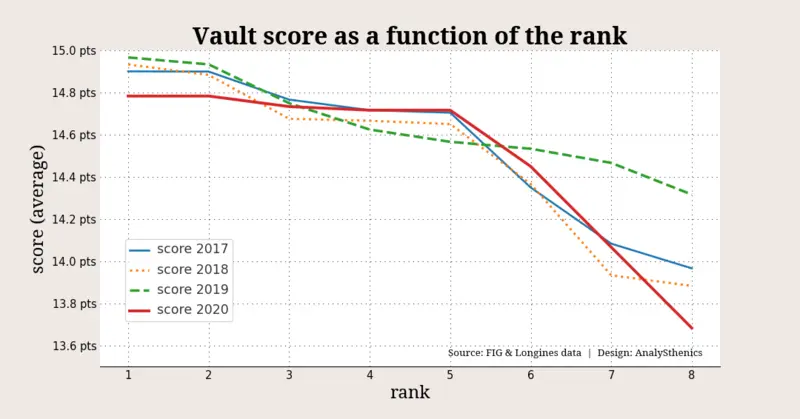 Vault score as a function of the rank
15.0 pts
14.8 pts
14.6 pts
14.4 pts
14.2 pts
14.0 pts
13.8 pts
13.6 pts
score (average)
score 2017
score 2018
score 2019
score 2020
Source: FIG & Longines data | Design: AnalySthenics
1 2 3 4 5 6 7 8
rank